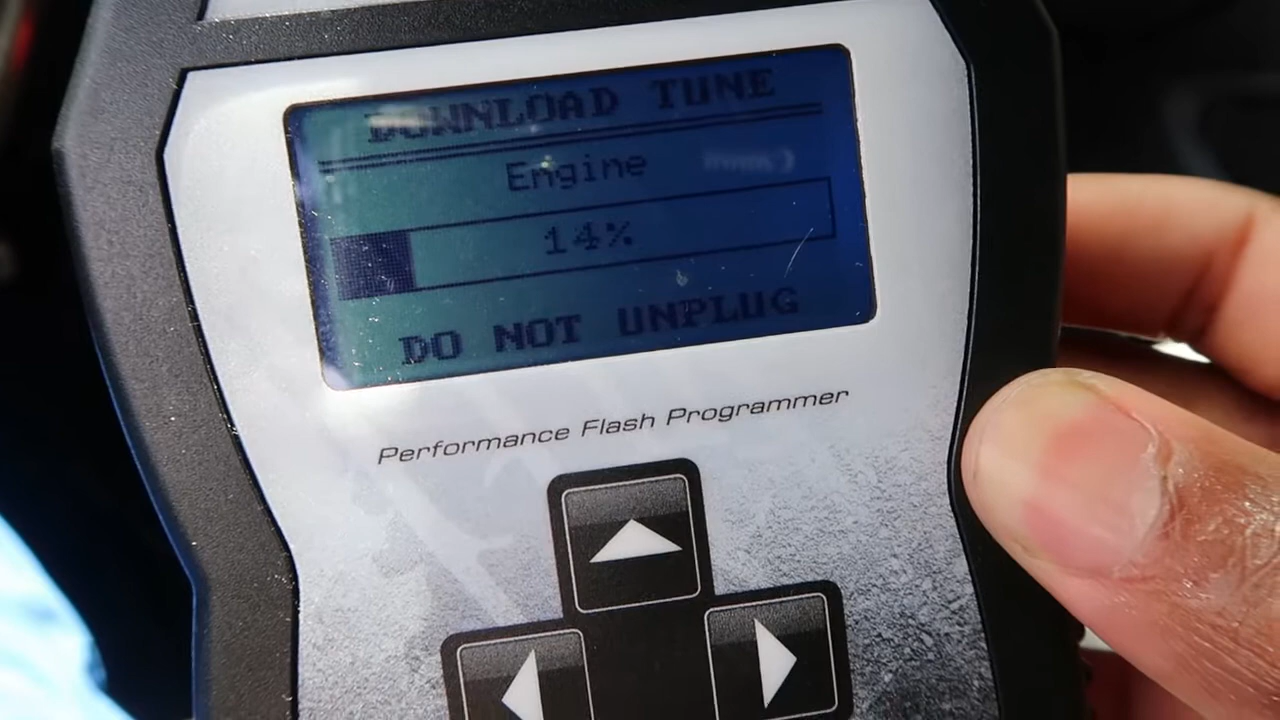 DOWNLOAD TUNE
Engine
14%
DO NOT UNPLUG
Performance Flash Programmer